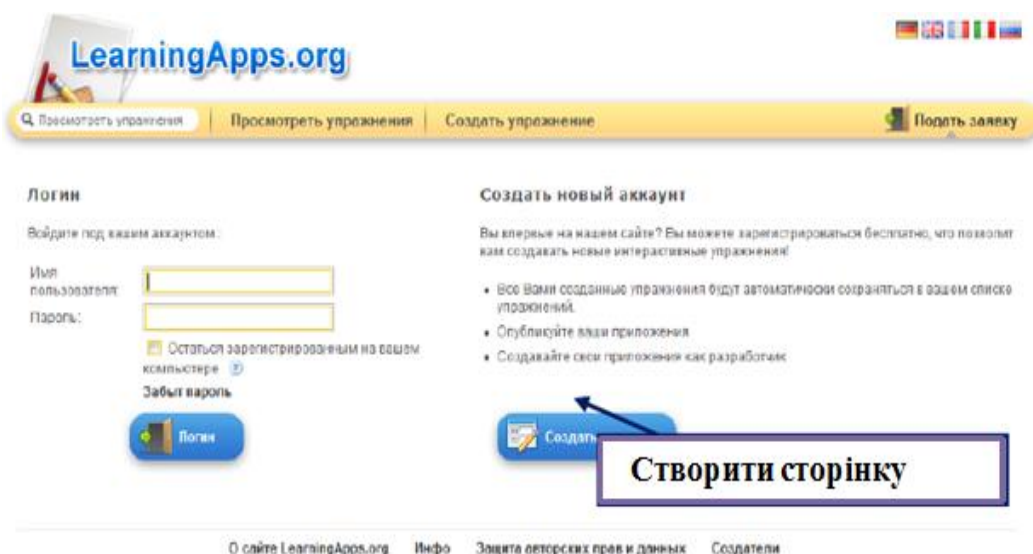 LearningApps.org
Просмотреть упражнения
Просмотреть упражнения
Создать упражнение
Подать заявку
Логин
Войдите под вашим аккаунтом:
Имя
пользователя:
Пароль:
Остаться зарегистрированным на вашем
компьютере
Забыт пароль
Логин
Создать новый аккаунт
Вы впервые на нашем сайте? Вы можете зарегистрироваться бесплатно, что позволит
вам создавать новые интерактивные упражнения!
Все Вами созданные упражнения будут автоматически сохраняться в вашем списке
упражнений.
Опубликуйте ваши приложения
Создавайте свои приложения как разработчик
Создать
Створити сторінку
О сайте LearningApps.org
Инфо
Защита авторских прав и данных
Создатели